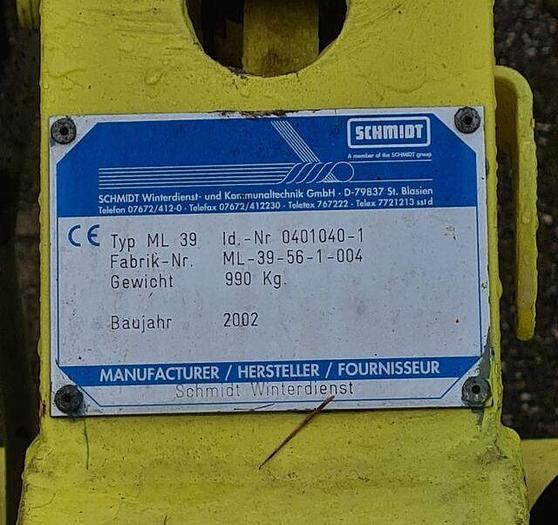 SCHMIDT
A member of the SCHMIDT group
SCHMIDT Winterdienst- und Kommunaltechnik GmbH · D-79837 St. Blasien
Telefon 07672/412-0 - Telefax 07672/412230 - Teletex 767222 - Telex 7721213 sst d
CE Typ ML 39 Id.-Nr 0401040-1
Fabrik-Nr. ML-39-56-1-004
Gewicht 990 Kg.
Baujahr 2002
MANUFACTURER / HERSTELLER / FOURNISSEUR
Schmidt Winterdienst